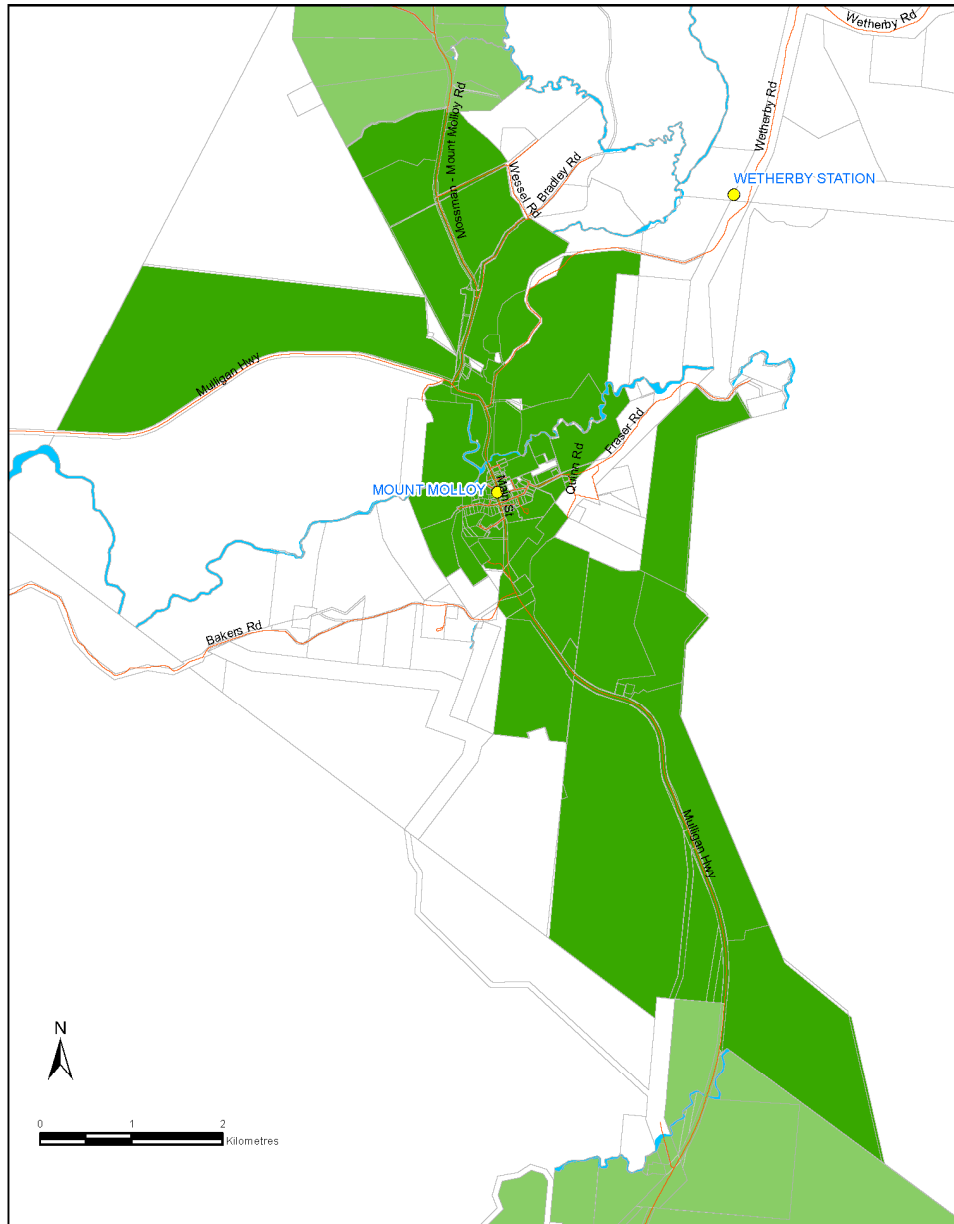 Wetherby Rd
Mossman - Mount Molloy Rd
Wetherby Rd
Bradley Rd
Wessel Rd
WETHERBY STATION
Mulligan Hwy
Fraser Rd
Quinn Rd
MOUNT MOLLOY
Main St
Bakers Rd
Mulligan Hwy
N
0 1 2
Kilometres